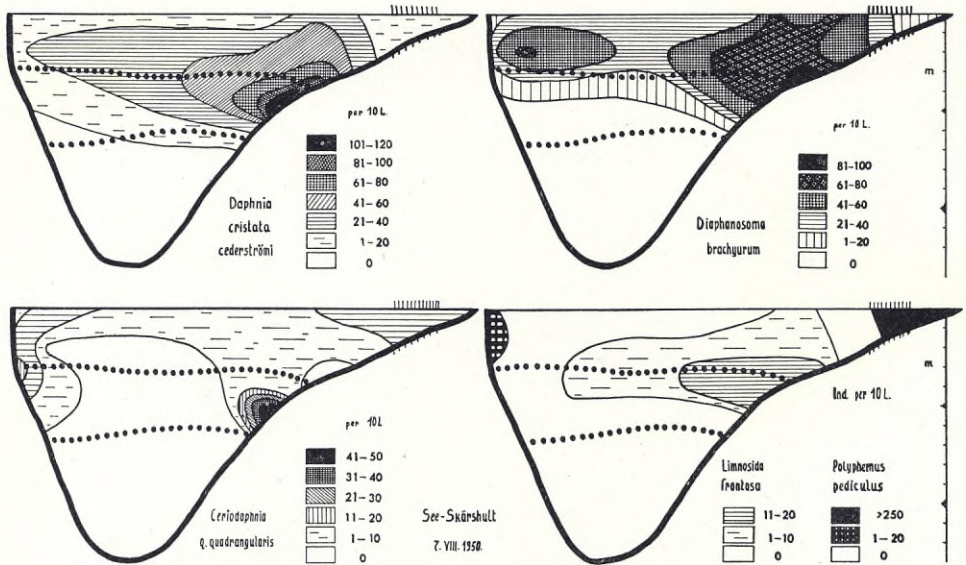 per 10 L.
101–120
81–100
61–80
41–60
21–40
1–20
0
Daphnia
cristata
cederströmi
m
per 10 L.
81–100
61–80
41–60
21–40
1–20
0
Diaphanosoma
brachyurum
per 10 L
41–50
31–40
21–30
11–20
1–10
0
Ceriodaphnia
q. quadrangularis
See-Skärshult
7. VIII. 1950.
m
Ind. per 10 L.
Limnosida
frontosa
11–20
1–10
0
Polyphemus
pediculus
>250
1–20
0